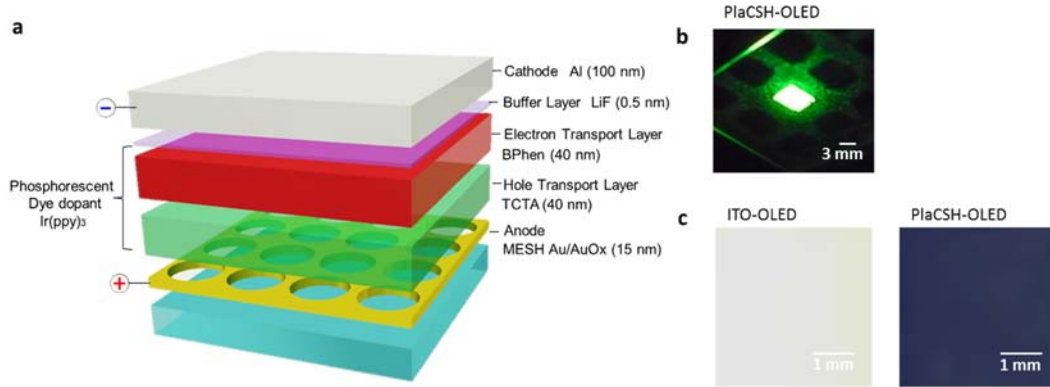 a
Cathode Al (100 nm)
Buffer Layer LiF (0.5 nm)
Electron Transport Layer
BPhen (40 nm)
Hole Transport Layer
TCTA (40 nm)
Anode
MESH Au/AuOx (15 nm)
−
+
Phosphorescent
Dye dopant
Ir(ppy)₃
b
PlaCSH-OLED
3 mm
c
ITO-OLED
1 mm
PlaCSH-OLED
1 mm